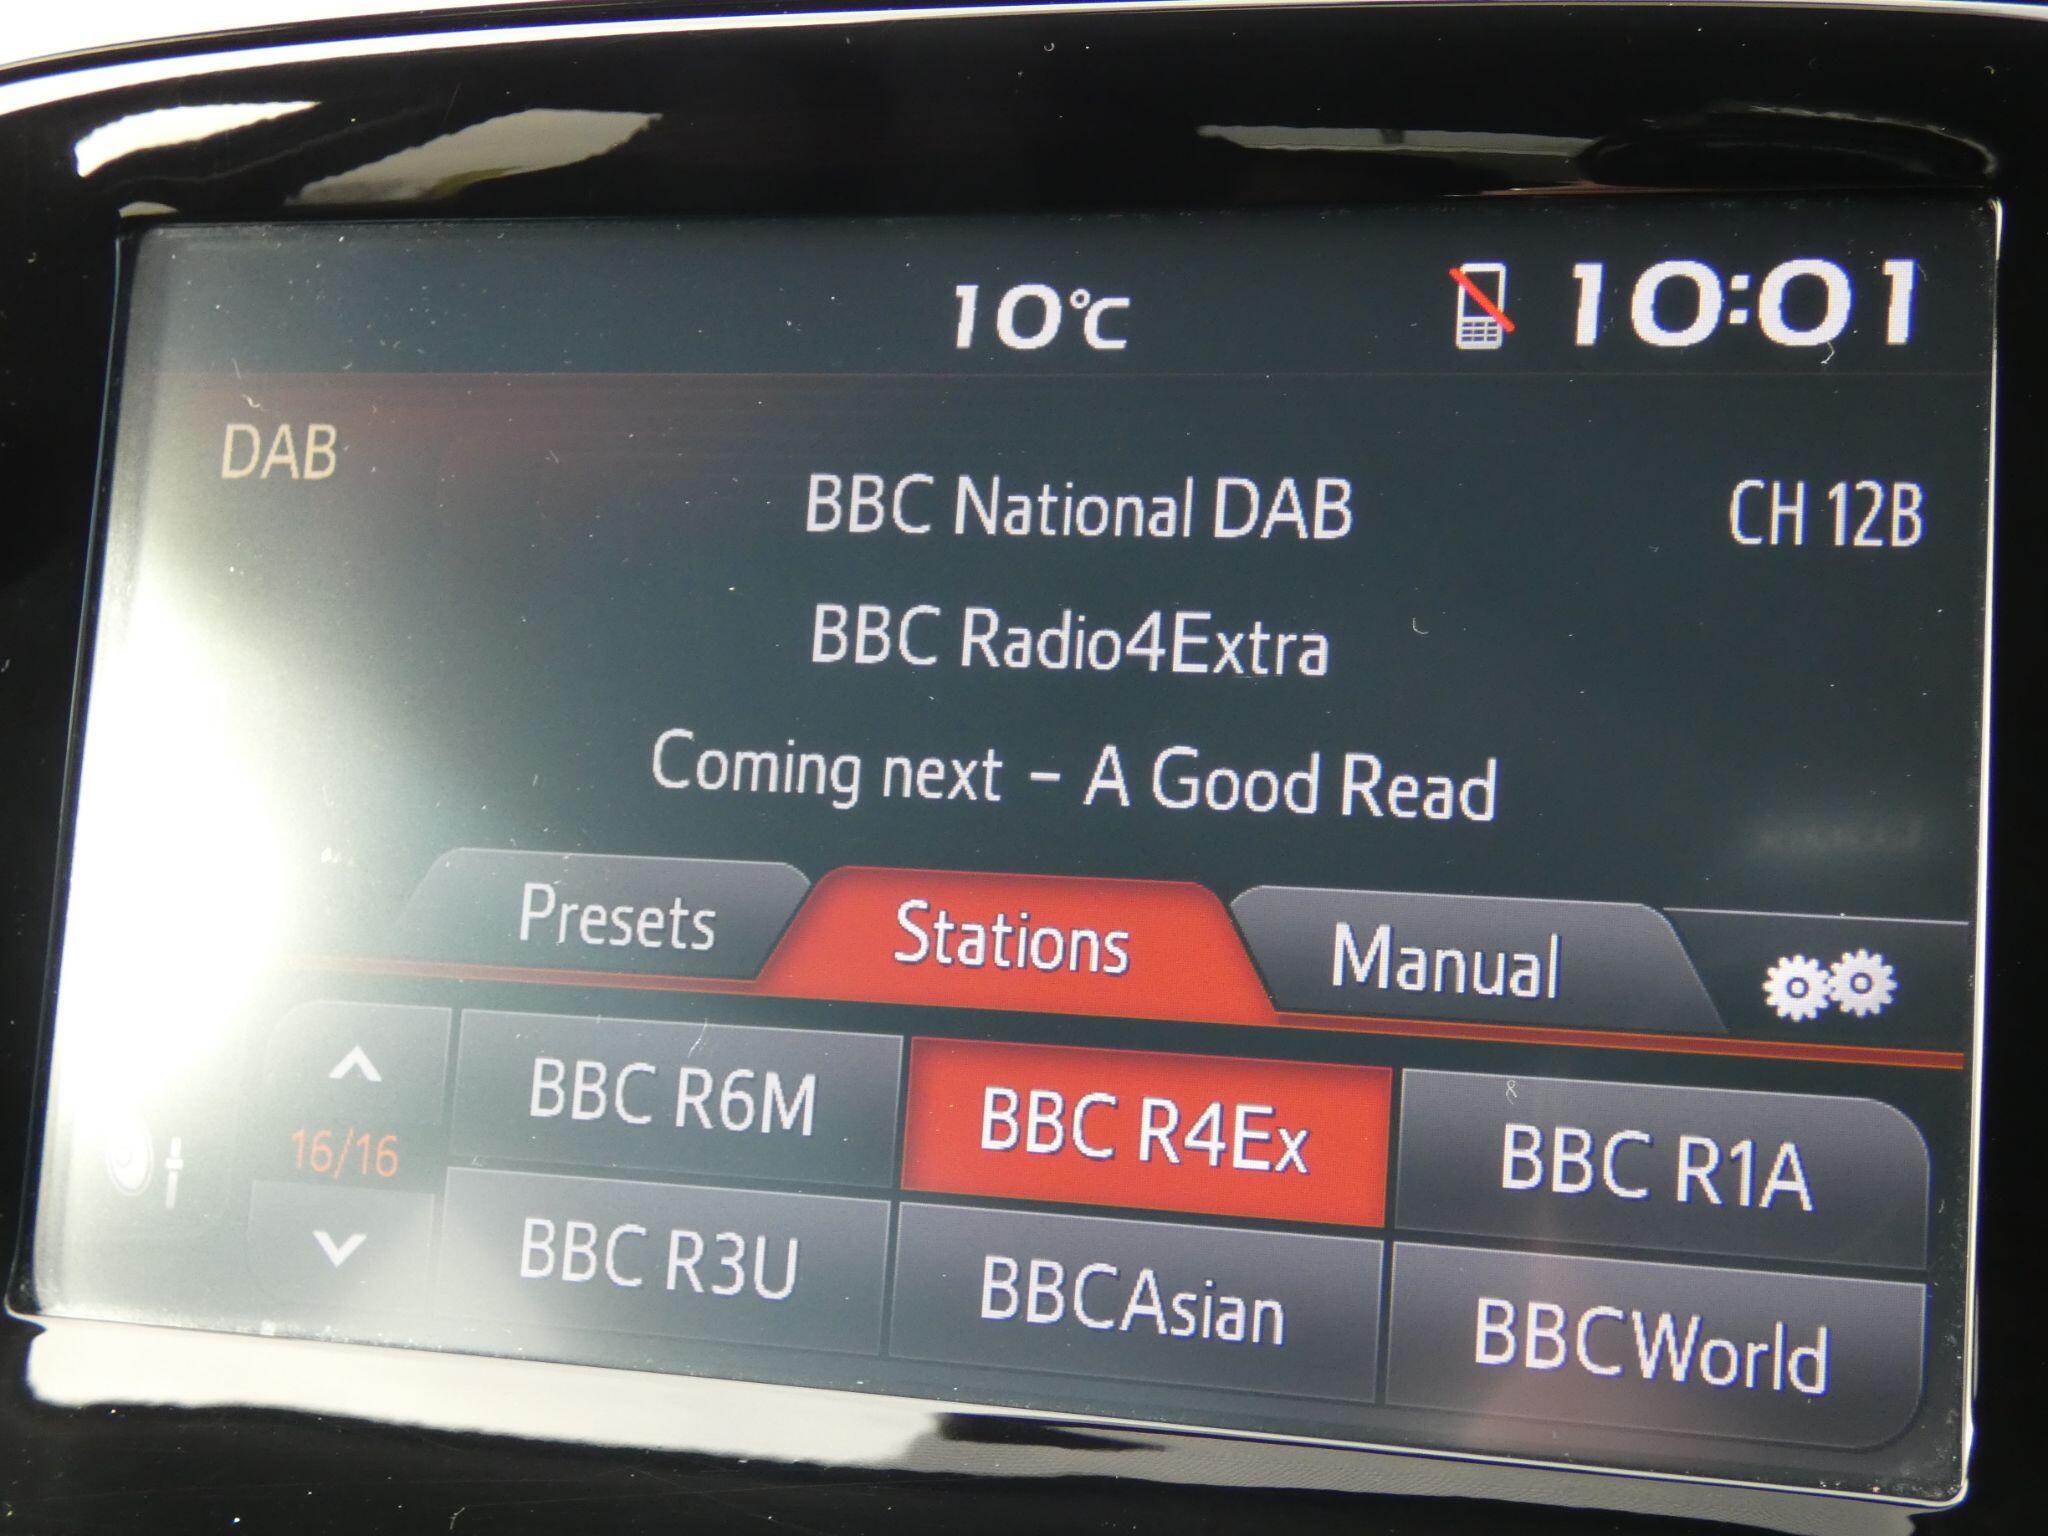 10°C 10:01
DAB
BBC National DAB CH 12B
BBC Radio4Extra
Coming next - A Good Read
Presets Stations Manual
BBC R6M BBC R4Ex BBC R1A
16/16
BBC R3U BBCAsian BBCWorld